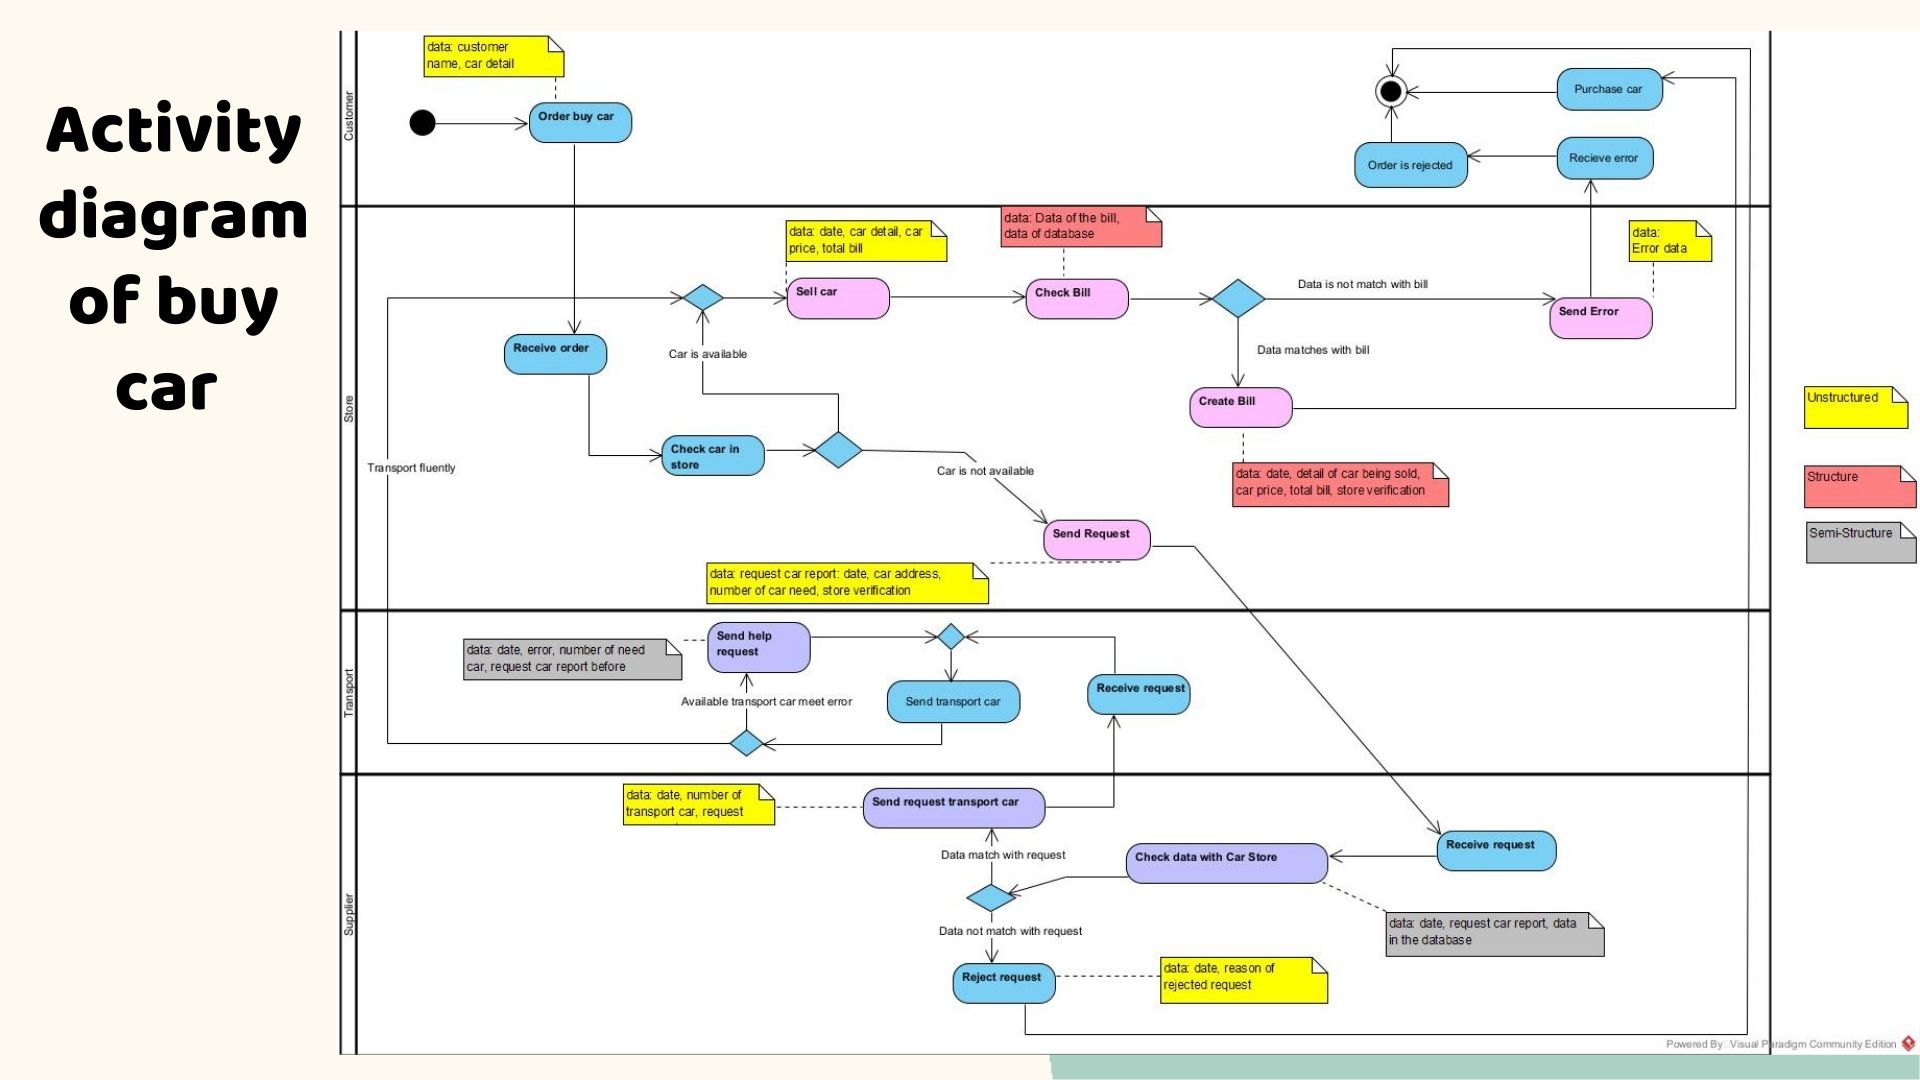 Activity
diagram
of buy
car
Customer
data: customer
name, car detail
Order buy car
Purchase car
Order is rejected
Recieve error
Store
data: date, car detail, car
price, total bill
data: Data of the bill,
data of database
data:
Error data
Sell car
Check Bill
Data is not match with bill
Send Error
Receive order
Car is available
Data matches with bill
Create Bill
Check car in
store
Transport fluently
Car is not available
data: date, detail of car being sold,
car price, total bill, store verification
Send Request
data: request car report: date, car address,
number of car need, store verification
Unstructured
Structure
Semi-Structure
Transport
Send help
request
data: date, error, number of need
car, request car report before
Available transport car meet error
Send transport car
Receive request
Supplier
data: date, number of
transport car, request
Send request transport car
Data match with request
Check data with Car Store
Receive request
Data not match with request
data: date, request car report, data
in the database
Reject request
data: date, reason of
rejected request
Powered By: Visual Paradigm Community Edition